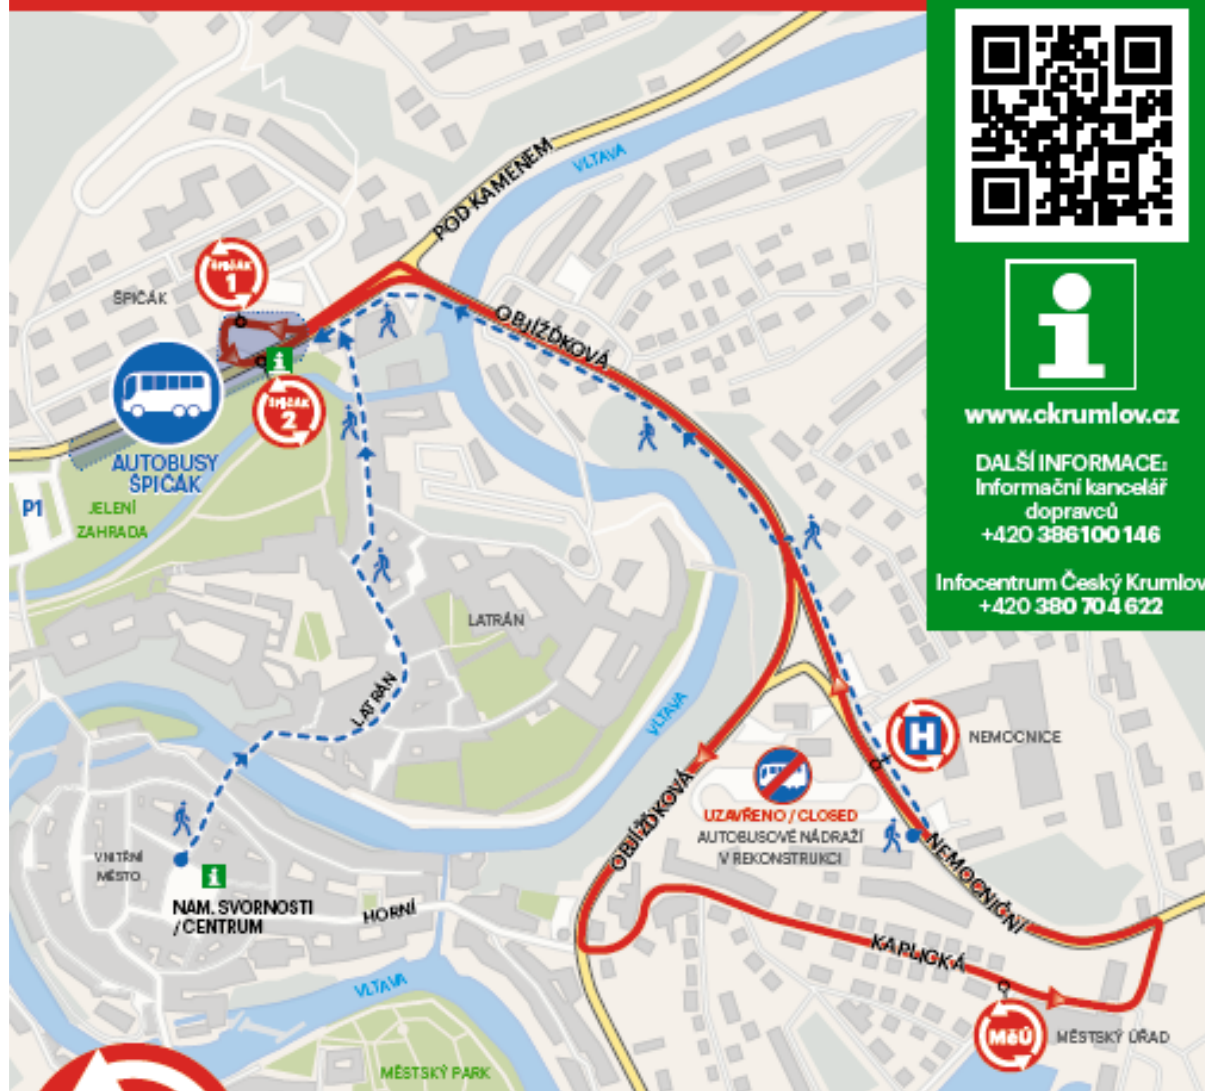 POD KAMENEM
VLTAVA
ŠPIČÁK
1
ŠPIČÁK
OBJÍŽĎKOVÁ
ŠPIČÁK
2
AUTOBUSY
ŠPIČÁK
P1
JELENÍ
ZAHRADA
LATRÁN
LATRÁN
VLTAVA
H
NEMOCNICE
UZAVŘENO / CLOSED
AUTOBUSOVÉ NÁDRAŽÍ
V REKONSTRUKCI
OBJÍŽĎKOVÁ
NEMOCNIČNÍ
VNITŘNÍ
MĚSTO
i
NAM. SVORNOSTI
/ CENTRUM
HORNÍ
KAPLICKÁ
VLTAVA
MěÚ
MĚSTSKÝ ÚŘAD
MĚSTSKÝ PARK
i
i
www.ckrumlov.cz
DALŠÍ INFORMACE:
Informační kancelář
dopravců
+420 386 100 146
Infocentrum Český Krumlov
+420 380 704 622